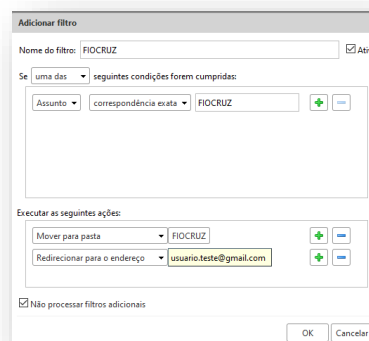 Adicionar filtro
Nome do filtro: FIOCRUZ
Se uma das seguintes condições forem cumpridas:
Assunto correspondência exata FIOCRUZ
Executar as seguintes ações:
Mover para pasta FIOCRUZ
Redirecionar para o endereço usuario.teste@gmail.com
Não processar filtros adicionais
OK Cancelar